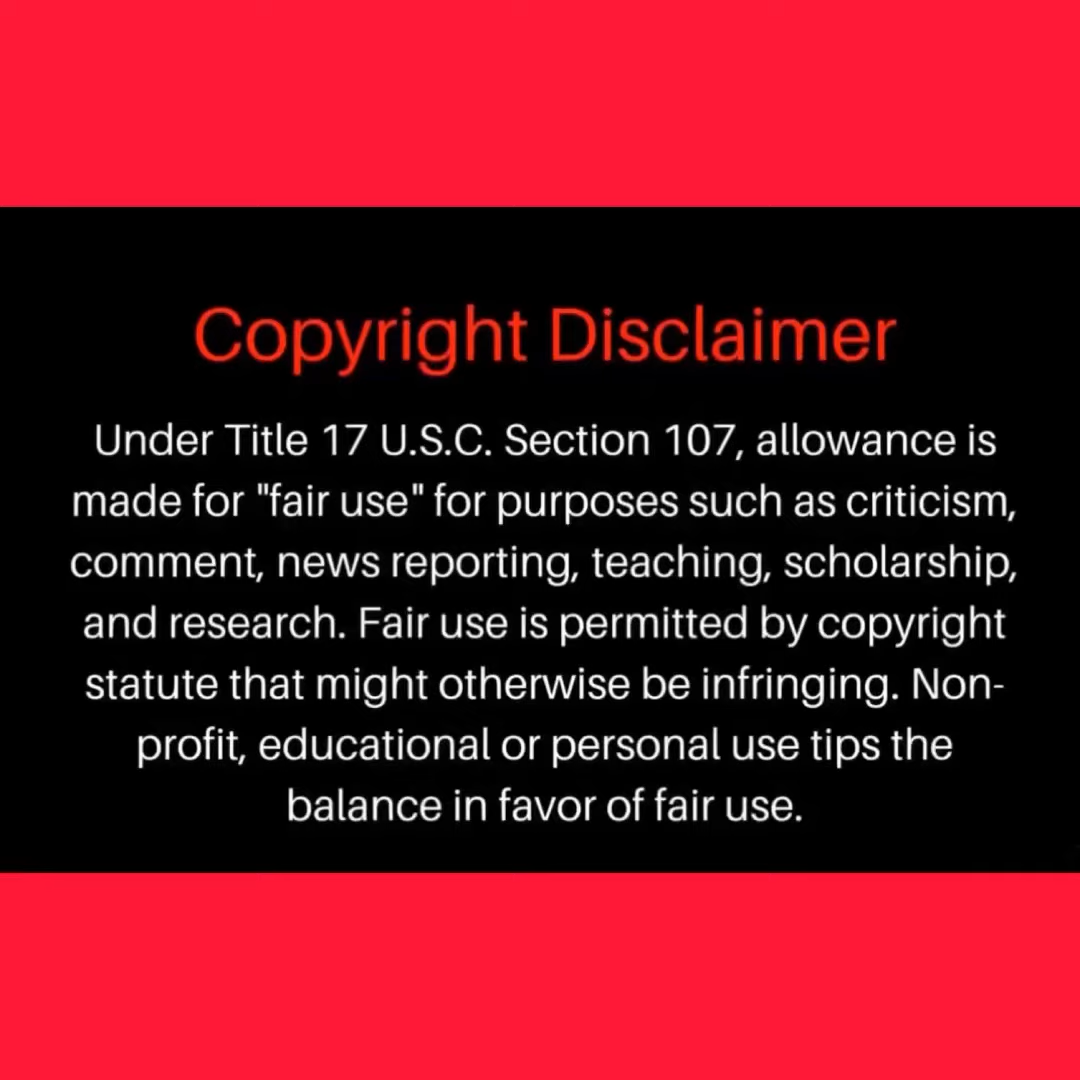 Copyright Disclaimer
Under Title 17 U.S.C. Section 107, allowance is
made for "fair use" for purposes such as criticism,
comment, news reporting, teaching, scholarship,
and research. Fair use is permitted by copyright
statute that might otherwise be infringing. Non-
profit, educational or personal use tips the
balance in favor of fair use.